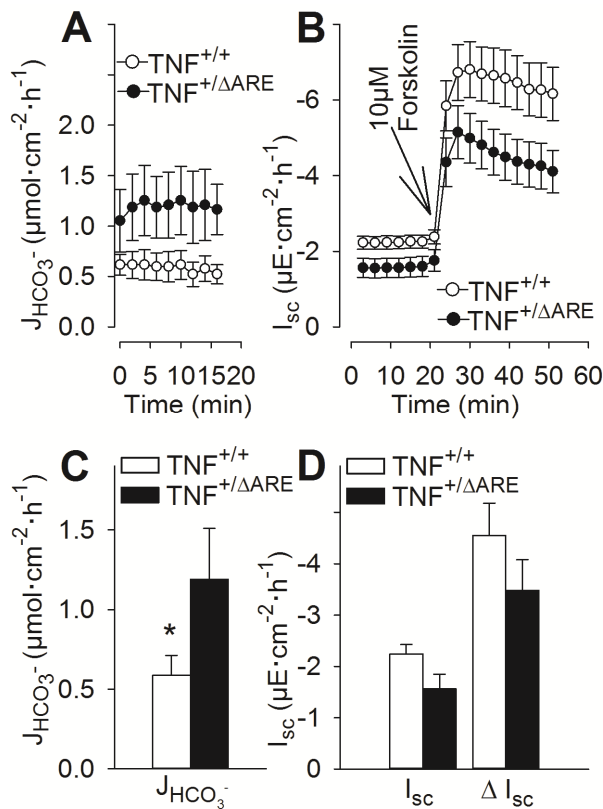 A
TNF+/+
TNF+/ΔARE
J HCO3- (µmol·cm-2·h-1)
2.0
1.5
1.0
0.5
0.0
0 5 10 15 20
Time (min)
B
10µM
Forskolin
Isc (µE·cm-2·h-1)
-6
-4
-2
0
TNF+/+
TNF+/ΔARE
0 10 20 30 40 50 60
Time (min)
C
TNF+/+
TNF+/ΔARE
J HCO3- (µmol·cm-2·h-1)
1.5
1.0
0.5
0.0
*
J HCO3-
D
TNF+/+
TNF+/ΔARE
Isc (µE·cm-2·h-1)
-4
-3
-2
-1
0
Isc Δ Isc